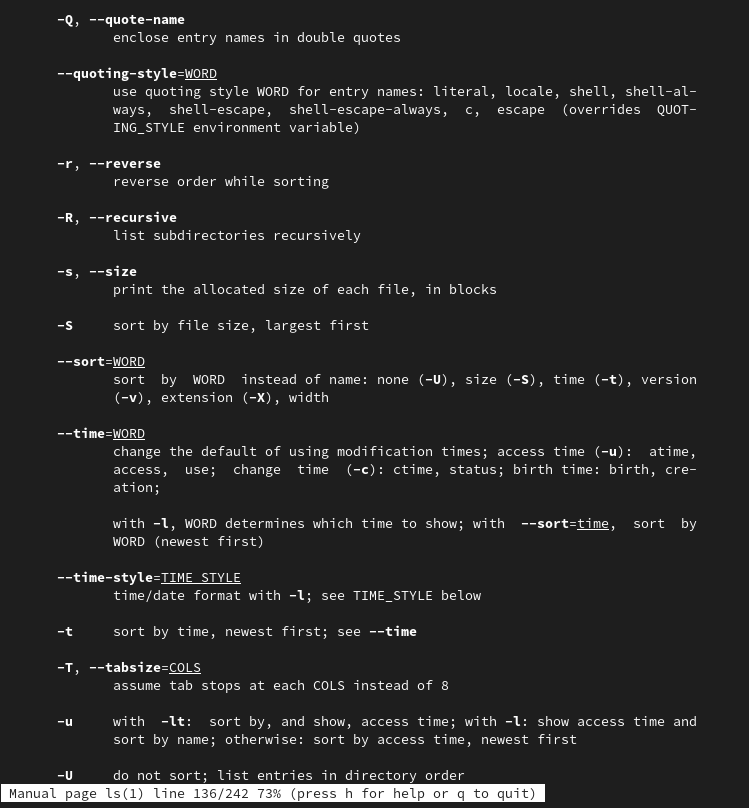 -Q, --quote-name
enclose entry names in double quotes
--quoting-style=WORD
use quoting style WORD for entry names: literal, locale, shell, shell-al-
ways, shell-escape, shell-escape-always, c, escape (overrides QUOT-
ING_STYLE environment variable)
-r, --reverse
reverse order while sorting
-R, --recursive
list subdirectories recursively
-s, --size
print the allocated size of each file, in blocks
-S sort by file size, largest first
--sort=WORD
sort by WORD instead of name: none (-U), size (-S), time (-t), version
(-v), extension (-X), width
--time=WORD
change the default of using modification times; access time (-u): atime,
access, use; change time (-c): ctime, status; birth time: birth, cre-
ation;
with -l, WORD determines which time to show; with --sort=time, sort by
WORD (newest first)
--time-style=TIME_STYLE
time/date format with -l; see TIME_STYLE below
-t sort by time, newest first; see --time
-T, --tabsize=COLS
assume tab stops at each COLS instead of 8
-u with -lt: sort by, and show, access time; with -l: show access time and
sort by name; otherwise: sort by access time, newest first
-U do not sort; list entries in directory order
Manual page ls(1) line 136/242 73% (press h for help or q to quit)